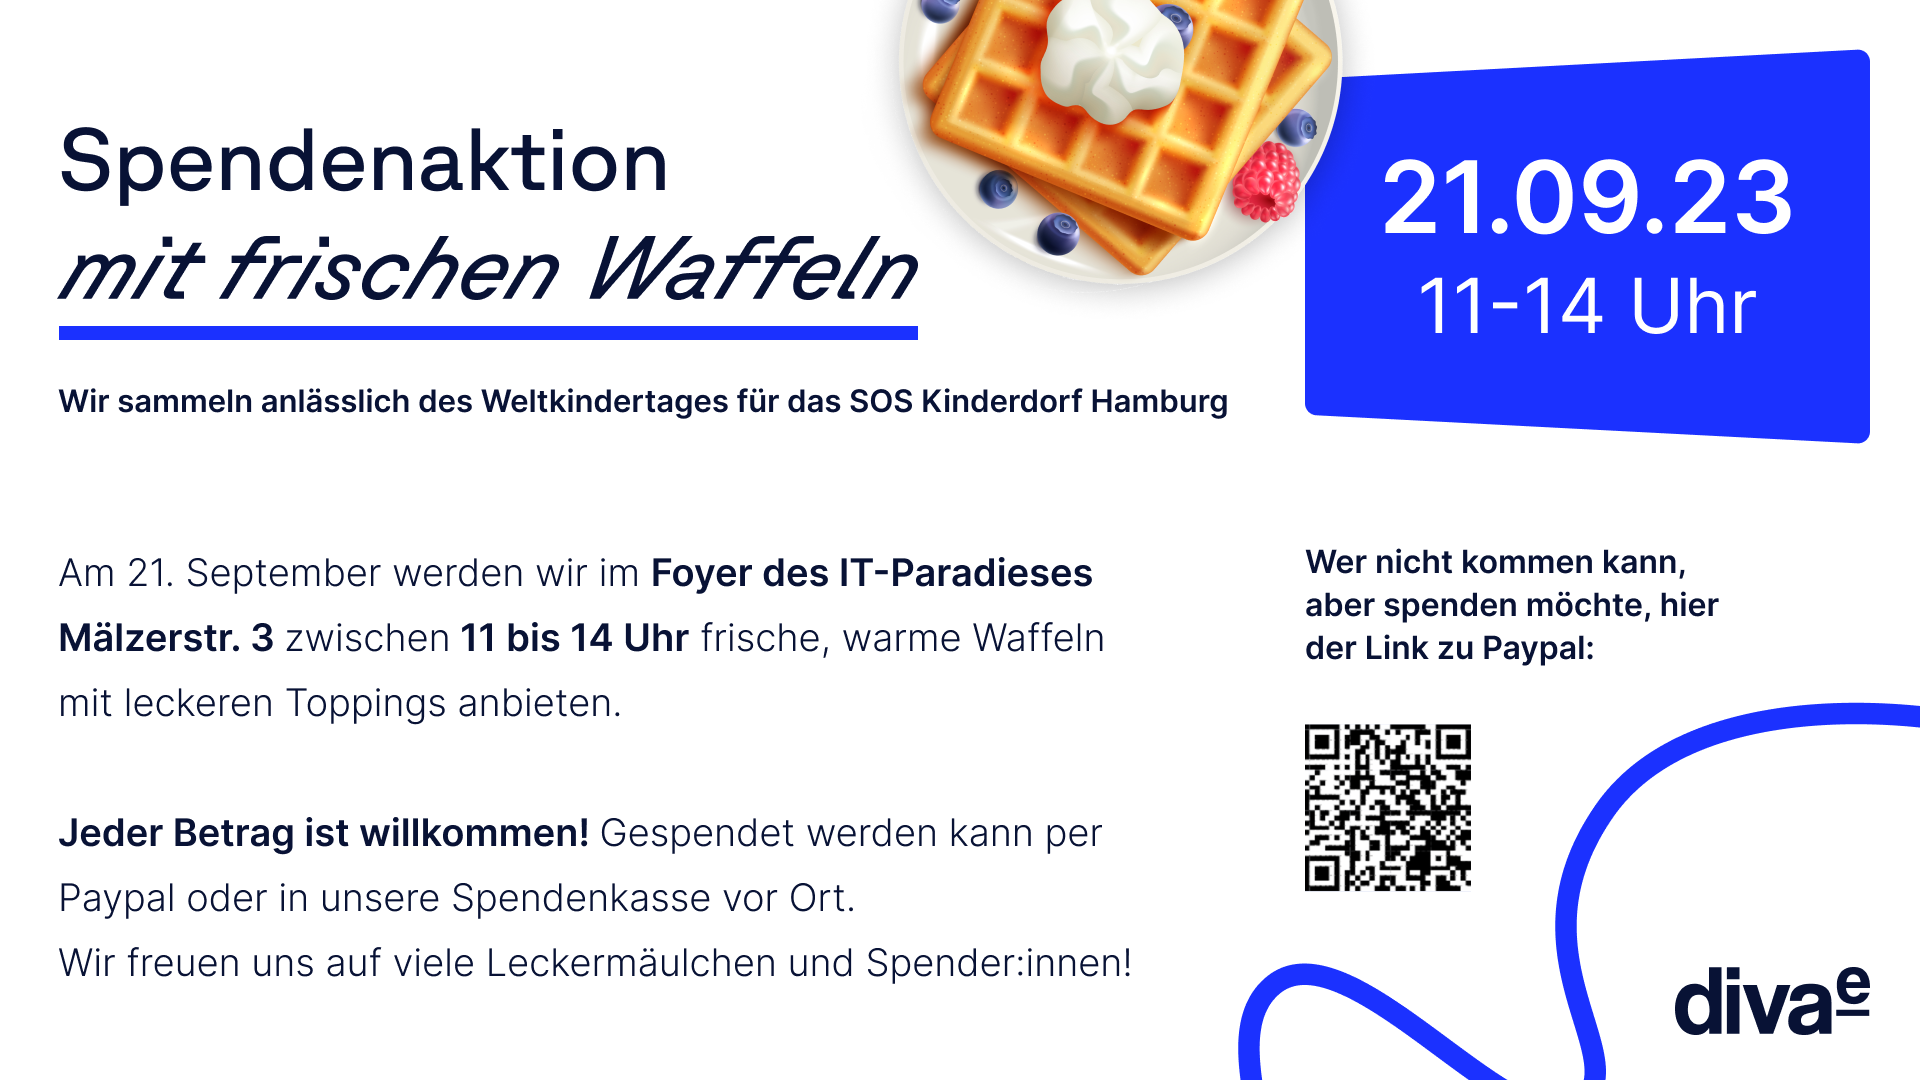 Spendenaktion
mit frischen Waffeln
Wir sammeln anlässlich des Weltkindertages für das SOS Kinderdorf Hamburg
21.09.23
11-14 Uhr
Am 21. September werden wir im Foyer des IT-Paradieses
Mälzerstr. 3 zwischen 11 bis 14 Uhr frische, warme Waffeln
mit leckeren Toppings anbieten.
Jeder Betrag ist willkommen! Gespendet werden kann per
Paypal oder in unsere Spendenkasse vor Ort.
Wir freuen uns auf viele Leckermäulchen und Spender:innen!
Wer nicht kommen kann,
aber spenden möchte, hier
der Link zu Paypal:
divae